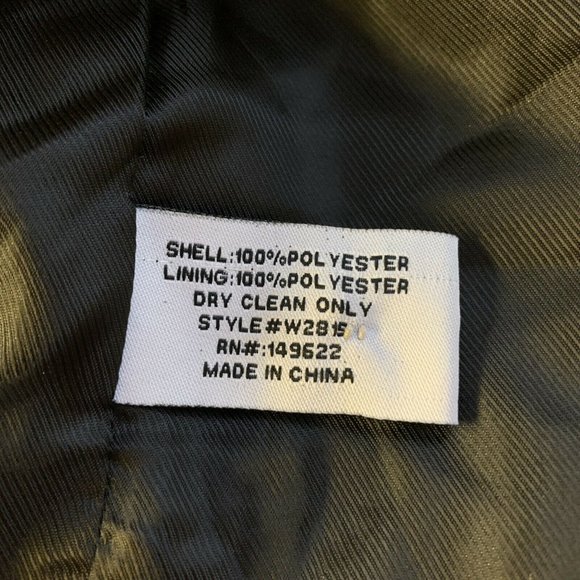 SHELL:100%POLYESTER
LINING:100%POLYESTER
DRY CLEAN ONLY
STYLE#W2815
RN#:149622
MADE IN CHINA